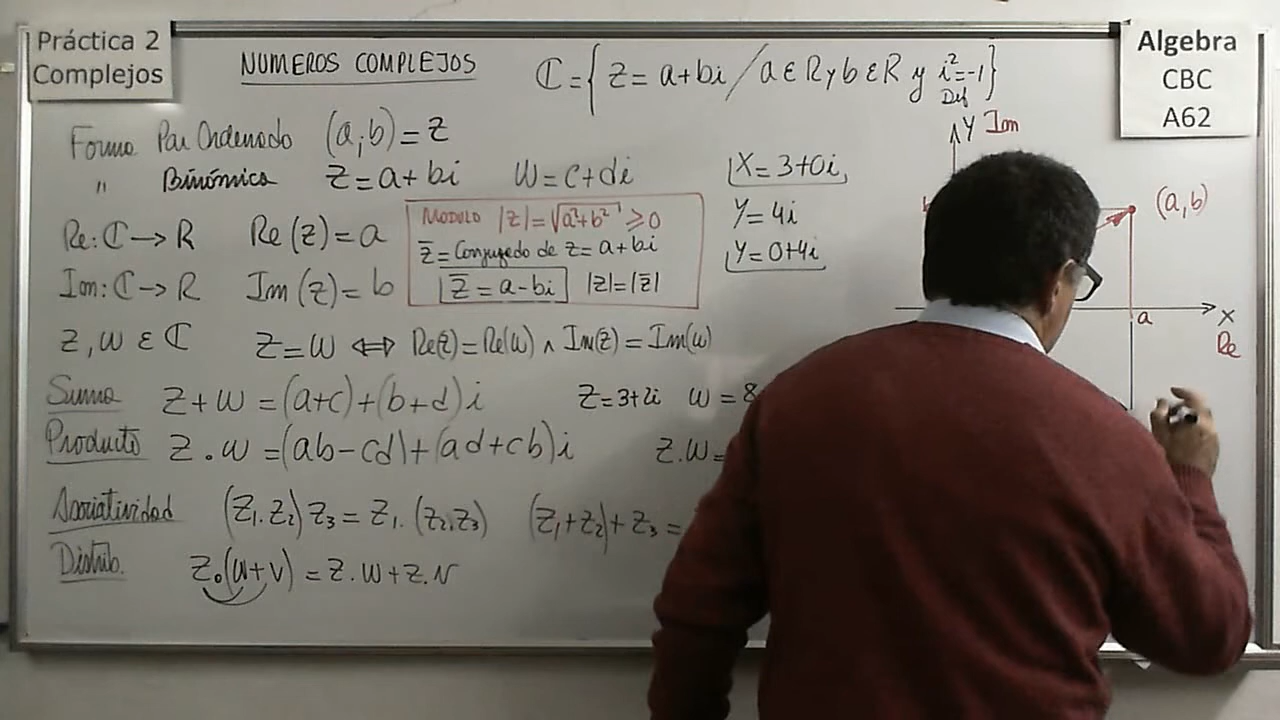 Práctica 2
Complejos
NUMEROS COMPLEJOS
ℂ = { z = a + bi / a ∈ R y b ∈ R y i² = -1 }
Def
Algebra
CBC
A62
Forma Par Ordenado (a;b) = z
" Binómica z = a + bi w = c + di
X = 3 + 0i
Y = 4i
Y = 0 + 4i
Re: ℂ → R Re(z) = a
Im: ℂ → R Im(z) = b
MODULO |z| = √(a² + b²) ≥ 0
z̅ = Conjugado de z = a + bi
z̅ = a - bi |z| = |z̅|
z, w ∈ ℂ z = w ⟺ Re(z) = Re(w) ∧ Im(z) = Im(w)
Suma z + w = (a+c) + (b+d)i z = 3+2i w = 8
Producto z . w = (ab - cd) + (ad + cb)i z.w =
Asociatividad (z₁.z₂) z₃ = z₁.(z₂.z₃) (z₁+z₂) + z₃ =
Distrib. z.(w+v) = z.w + z.v
Y Im
(a,b)
a X
Re